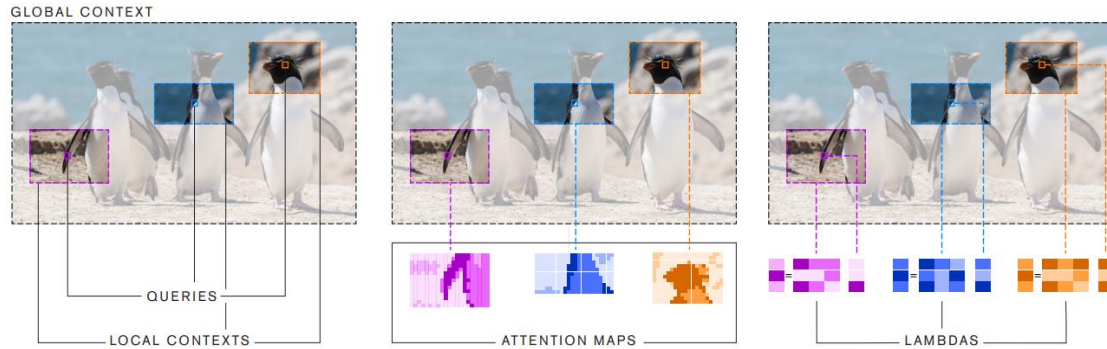 GLOBAL CONTEXT
= = =
QUERIES
LOCAL CONTEXTS
ATTENTION MAPS
LAMBDAS